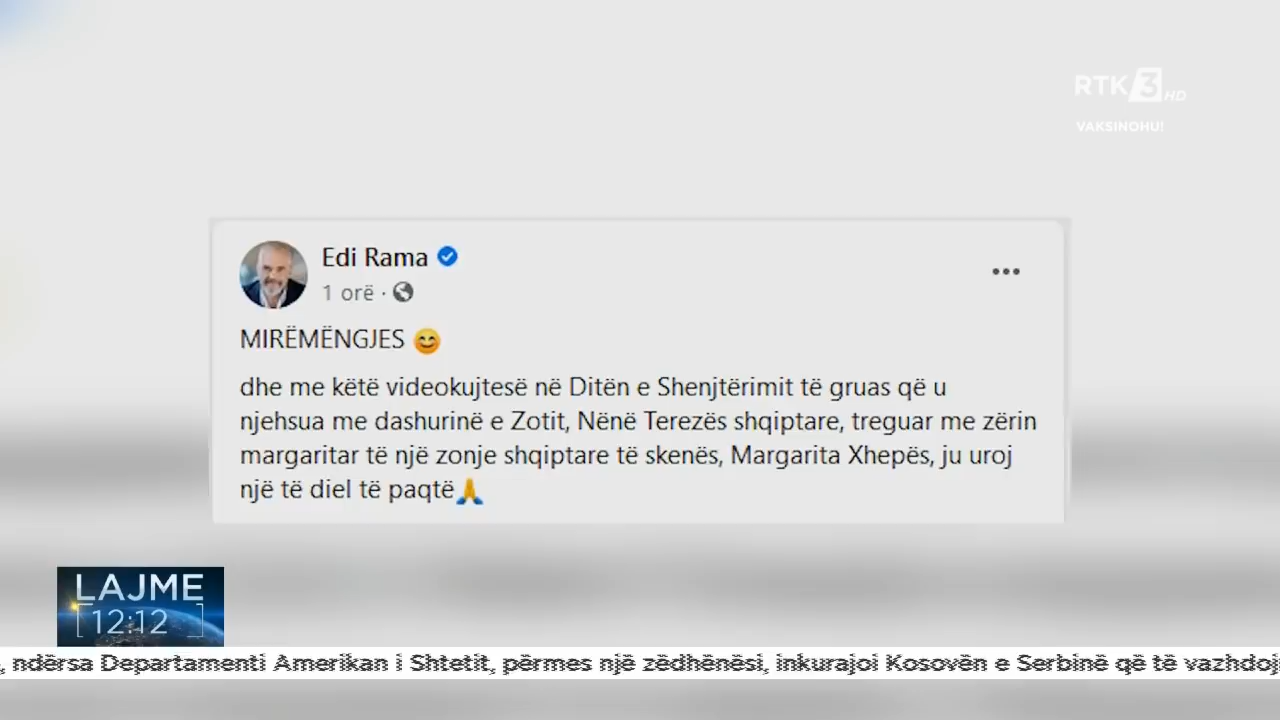 RTK 3 HD
VAKSINOHU!
Edi Rama
1 orë ·
MIRËMËNGJES 😊
dhe me këtë videokujtesë në Ditën e Shenjtërimit të gruas që u
njehsua me dashurinë e Zotit, Nënë Terezës shqiptare, treguar me zërin
margaritar të një zonje shqiptare të skenës, Margarita Xhepës, ju uroj
një të diel të paqtë🙏
LAJME
12:12
, ndërsa Departamenti Amerikan i Shtetit, përmes një zëdhënësi, inkurajoi Kosovën e Serbinë që të vazhdoj